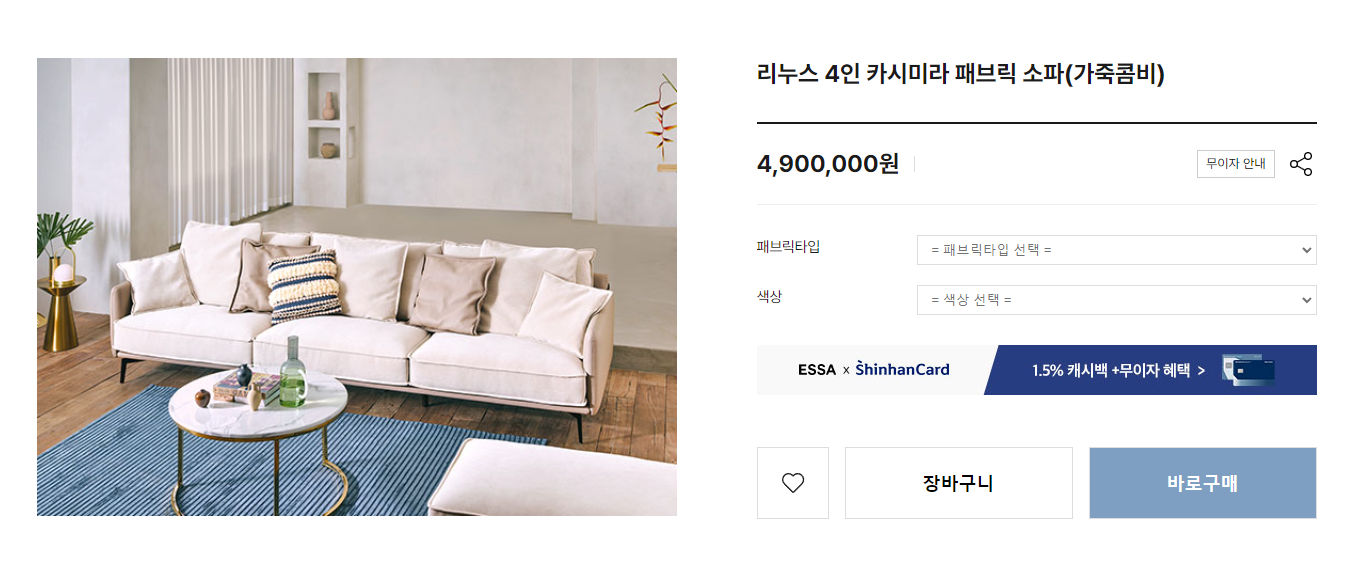 리누스 4인 카시미라 패브릭 소파(가죽콤비)
4,900,000원
무이자 안내
패브릭타입
= 패브릭타입 선택 =
색상
= 색상 선택 =
ESSA x ShinhanCard
1.5% 캐시백 +무이자 혜택 >
장바구니
바로구매